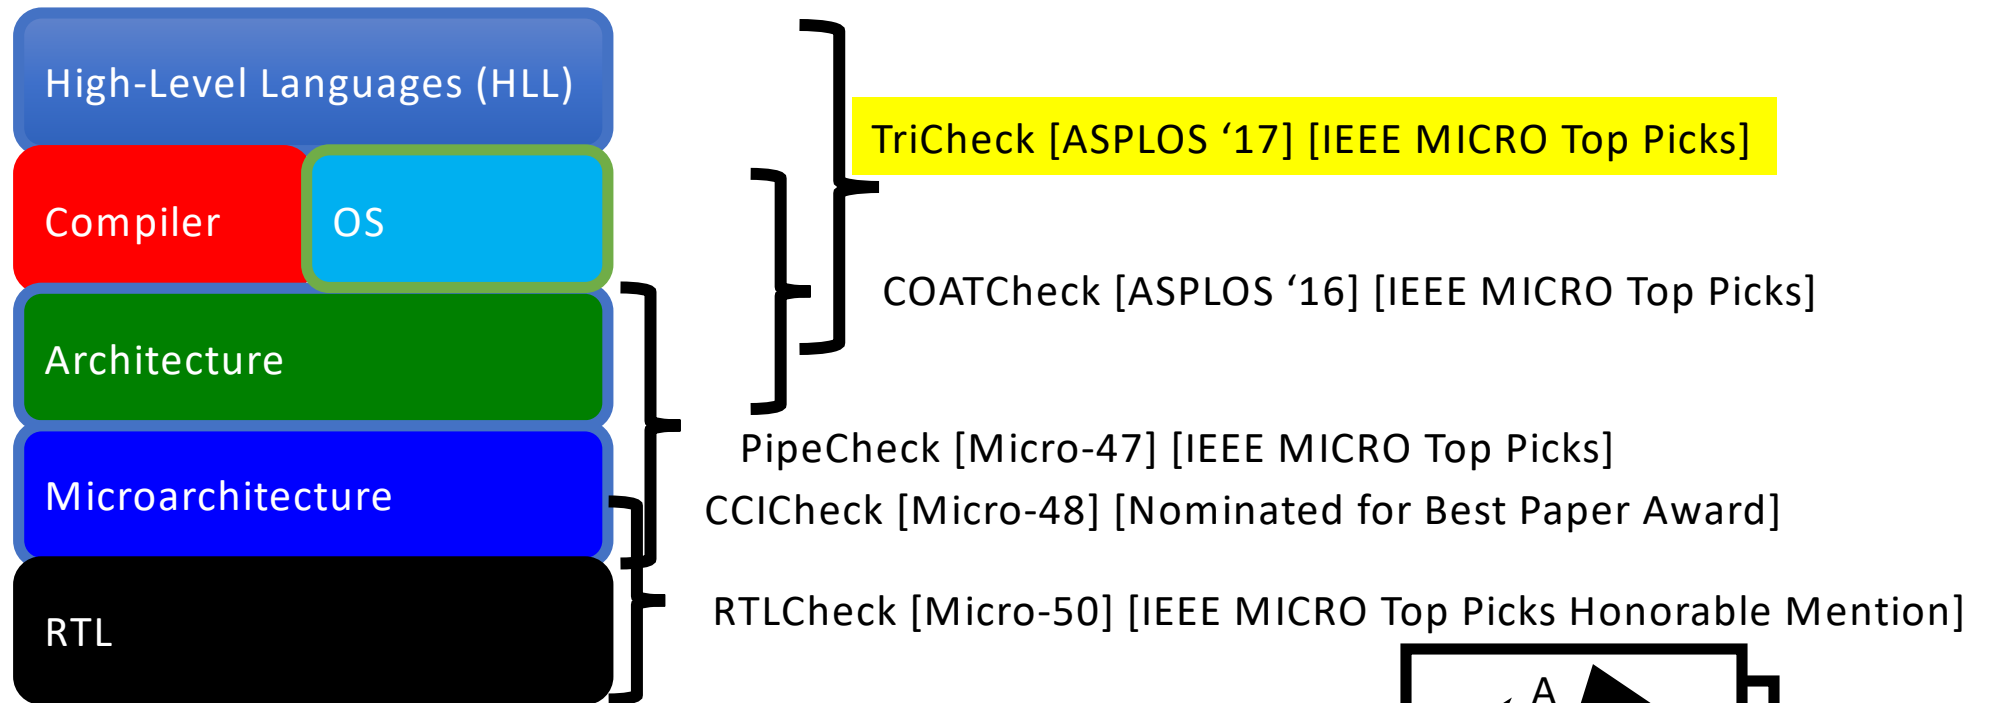 High-Level Languages (HLL)
TriCheck [ASPLOS ‘17] [IEEE MICRO Top Picks]
Compiler
OS
COATCheck [ASPLOS ‘16] [IEEE MICRO Top Picks]
Architecture
PipeCheck [Micro-47] [IEEE MICRO Top Picks]
Microarchitecture
CCICheck [Micro-48] [Nominated for Best Paper Award]
RTLCheck [Micro-50] [IEEE MICRO Top Picks Honorable Mention]
RTL
A